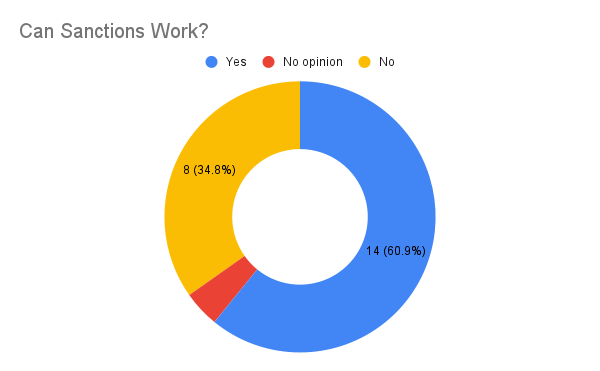 Can Sanctions Work?
Yes No opinion No
8 (34.8%)
14 (60.9%)